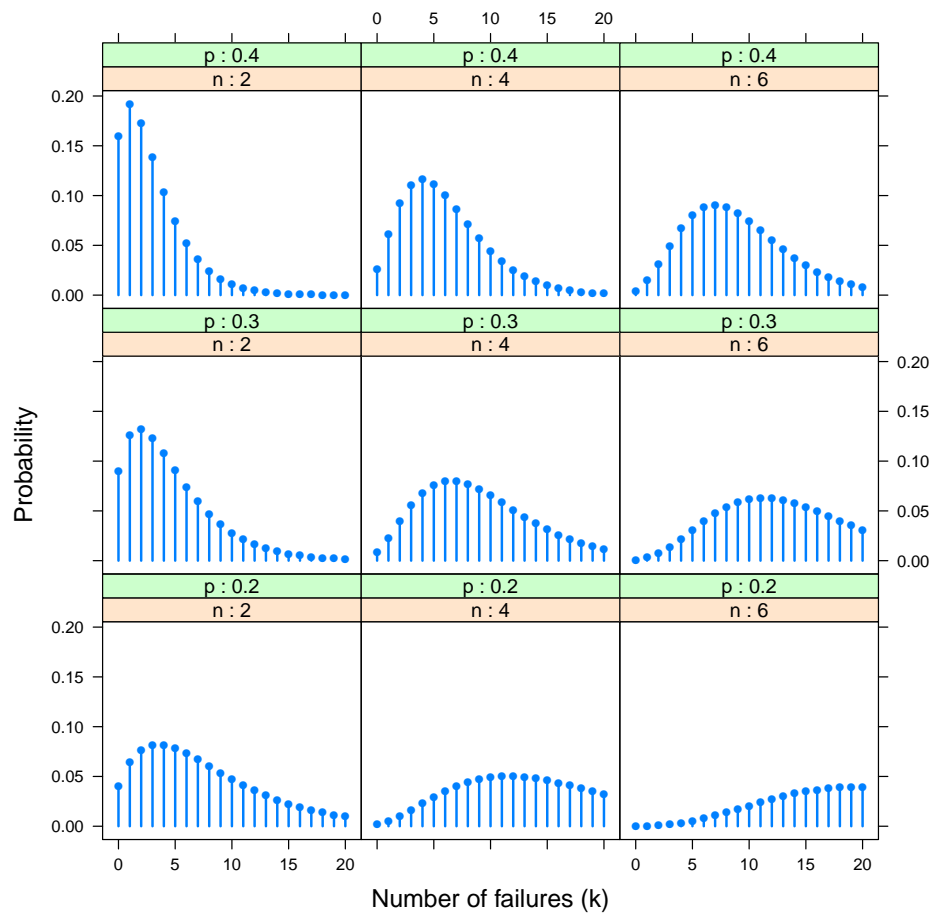 0 5 10 15 20
p : 0.4 p : 0.4 p : 0.4
n : 2 n : 4 n : 6
0.20
0.15
0.10
0.05
0.00
p : 0.3 p : 0.3 p : 0.3
n : 2 n : 4 n : 6
0.20
0.15
0.10
0.05
0.00
Probability
p : 0.2 p : 0.2 p : 0.2
n : 2 n : 4 n : 6
0.20
0.15
0.10
0.05
0.00
0 5 10 15 20 0 5 10 15 20
Number of failures (k)